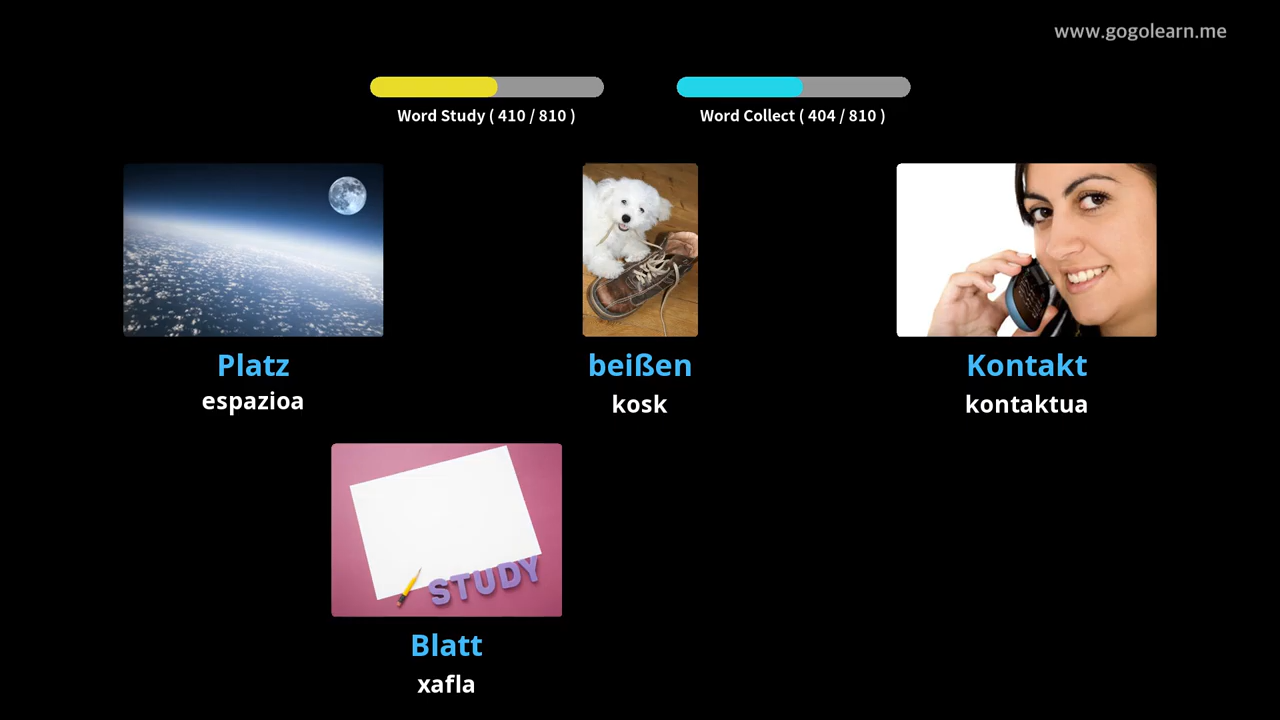 www.gogolearn.me
Word Study ( 410 / 810 )
Word Collect ( 404 / 810 )
Platz
espazioa
beißen
kosk
Kontakt
kontaktua
STUDY
Blatt
xafla